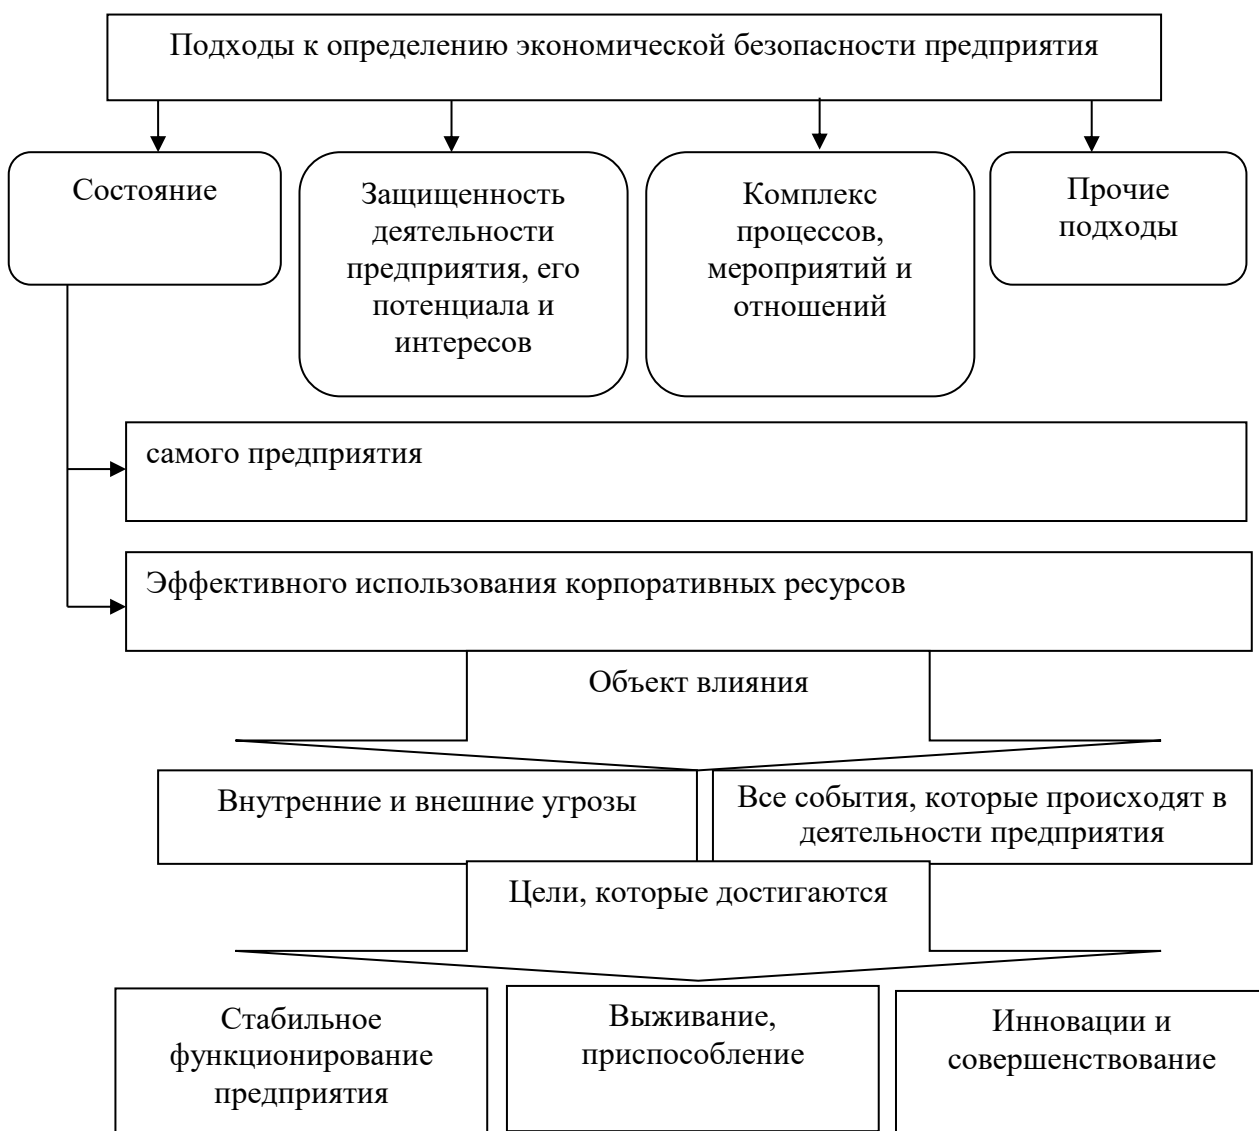 Подходы к определению экономической безопасности предприятия
Состояние
Защищенность
деятельности
предприятия, его
потенциала и
интересов
Комплекс
процессов,
мероприятий и
отношений
Прочие
подходы
самого предприятия
Эффективного использования корпоративных ресурсов
Объект влияния
Внутренние и внешние угрозы
Все события, которые происходят в
деятельности предприятия
Цели, которые достигаются
Стабильное
функционирование
предприятия
Выживание,
приспособление
Инновации и
совершенствование